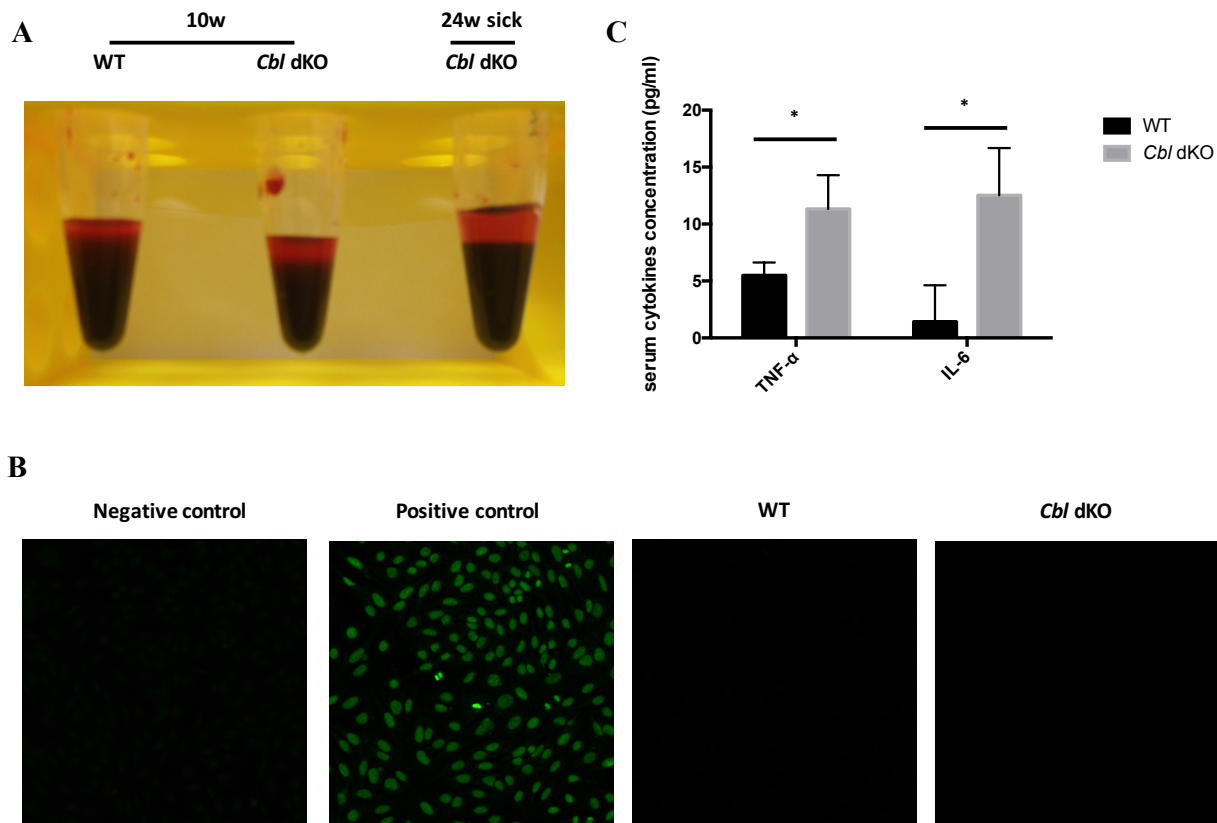 A
10w
24w sick
WT
Cbl dKO
Cbl dKO
C
serum cytokines concentration (pg/ml)
20
15
10
5
0
*
*
TNF-α
IL-6
WT
Cbl dKO
B
Negative control
Positive control
WT
Cbl dKO